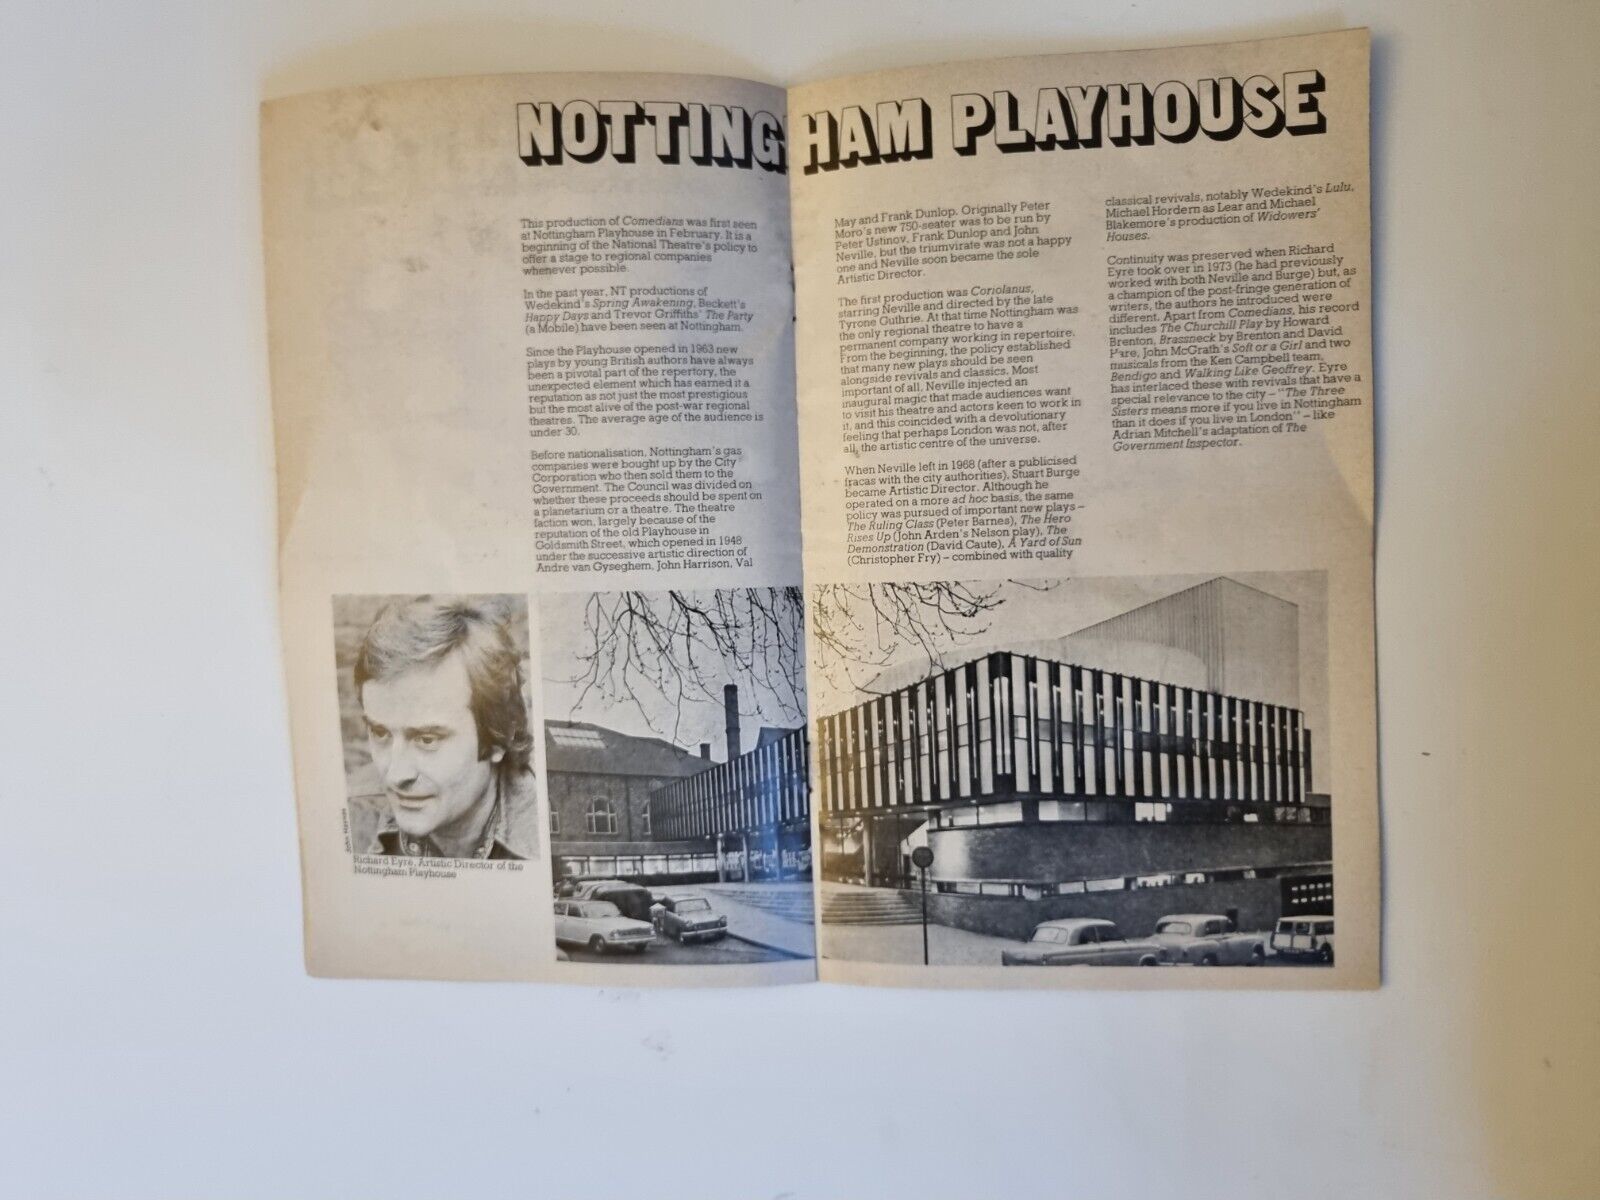 NOTTINGHAM PLAYHOUSE
This production of Comedians was first seen
at Nottingham Playhouse in February. It is a
beginning of the National Theatre's policy to
offer a stage to regional companies
whenever possible.
In the past year, NT productions of
Wedekind's Spring Awakening, Beckett's
Happy Days and Trevor Griffiths' The Party
(a Mobile) have been seen at Nottingham.
Since the Playhouse opened in 1963 new
plays by young British authors have always
been a pivotal part of the repertory, the
unexpected element which has earned it a
reputation as not just the most prestigious
but the most alive of the post-war regional
theatres. The average age of the audience is
under 30.
Before nationalisation, Nottingham's gas
companies were bought up by the City
Corporation who then sold them to the
Government. The Council was divided on
whether these proceeds should be spent on
a planetarium or a theatre. The theatre
faction won, largely because of the
reputation of the old Playhouse in
Goldsmith Street, which opened in 1948
under the successive artistic direction of
Andre van Gyseghem, John Harrison, Val
May and Frank Dunlop. Originally Peter
Moro's new 750-seater was to be run by
Peter Ustinov, Frank Dunlop and John
Neville, but the triumvirate was not a happy
one and Neville soon became the sole
Artistic Director.
The first production was Coriolanus,
starring Neville and directed by the late
Tyrone Guthrie. At that time Nottingham was
the only regional theatre to have a
permanent company working in repertoire.
From the beginning, the policy established
that many new plays should be seen
alongside revivals and classics. Most
important of all, Neville injected an
inaugural magic that made audiences want
to visit his theatre and actors keen to work in
it, and this coincided with a devolutionary
feeling that perhaps London was not, after
all, the artistic centre of the universe.
When Neville left in 1968 (after a publicised
fracas with the city authorities), Stuart Burge
became Artistic Director. Although he
operated on a more ad hoc basis, the same
policy was pursued of important new plays –
The Ruling Class (Peter Barnes), The Hero
Rises Up (John Arden's Nelson play), The
Demonstration (David Caute), A Yard of Sun
(Christopher Fry) – combined with quality
classical revivals, notably Wedekind's Lulu,
Michael Hordern as Lear and Michael
Blakemore's production of Widowers'
Houses.
Continuity was preserved when Richard
Eyre took over in 1973 (he had previously
worked with both Neville and Burge) but, as
a champion of the post-fringe generation of
writers, the authors he introduced were
different. Apart from Comedians, his record
includes The Churchill Play by Howard
Brenton, Brassneck by Brenton and David
Hare, John McGrath's Soft or a Girl and two
musicals from the Ken Campbell team,
Bendigo and Walking Like Geoffrey. Eyre
has interlaced these with revivals that have a
special relevance to the city – "The Three
Sisters means more if you live in Nottingham
than it does if you live in London" – like
Adrian Mitchell's adaptation of The
Government Inspector.
John Haynes
Richard Eyre, Artistic Director of the
Nottingham Playhouse